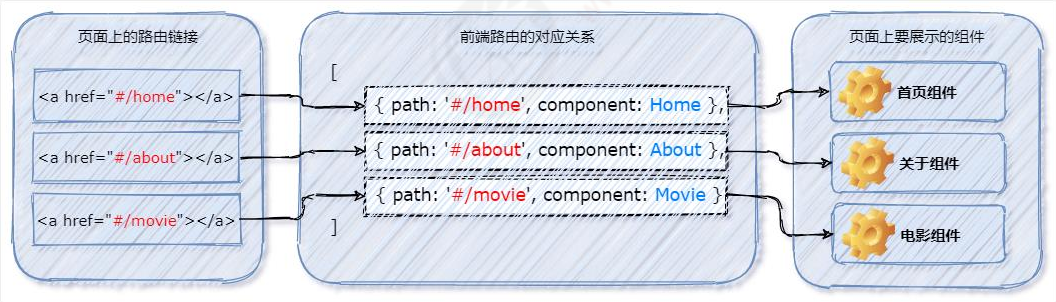 页面上的路由链接
<a href="#/home"></a>
<a href="#/about"></a>
<a href="#/movie"></a>
前端路由的对应关系
[
{ path: '#/home', component: Home },
{ path: '#/about', component: About },
{ path: '#/movie', component: Movie }
]
页面上要展示的组件
首页组件
关于组件
电影组件